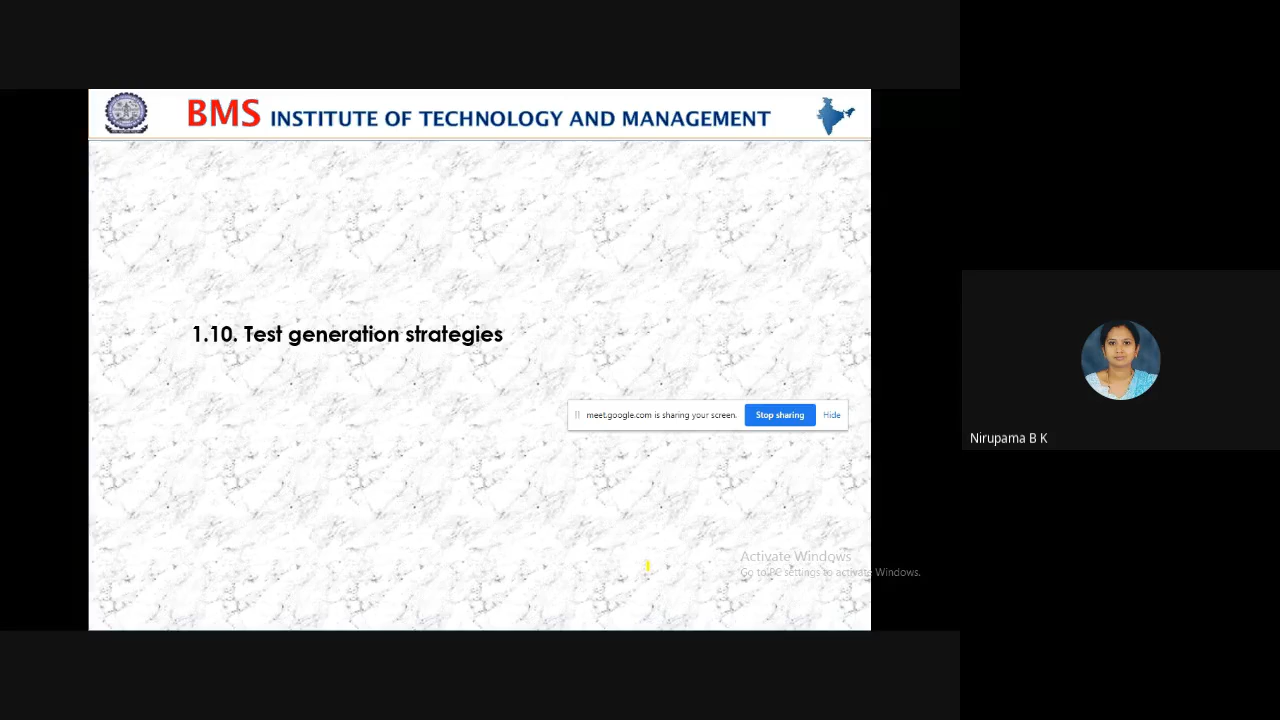 BMS INSTITUTE OF TECHNOLOGY AND MANAGEMENT
1.10. Test generation strategies
meet.google.com is sharing your screen. Stop sharing Hide
Nirupama B K
Activate Windows
Go to PC settings to activate Windows.